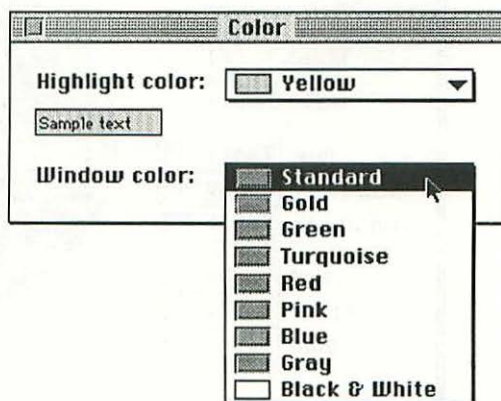 Color
Highlight color: Yellow
Sample text
Window color: Standard
Gold
Green
Turquoise
Red
Pink
Blue
Gray
Black & White